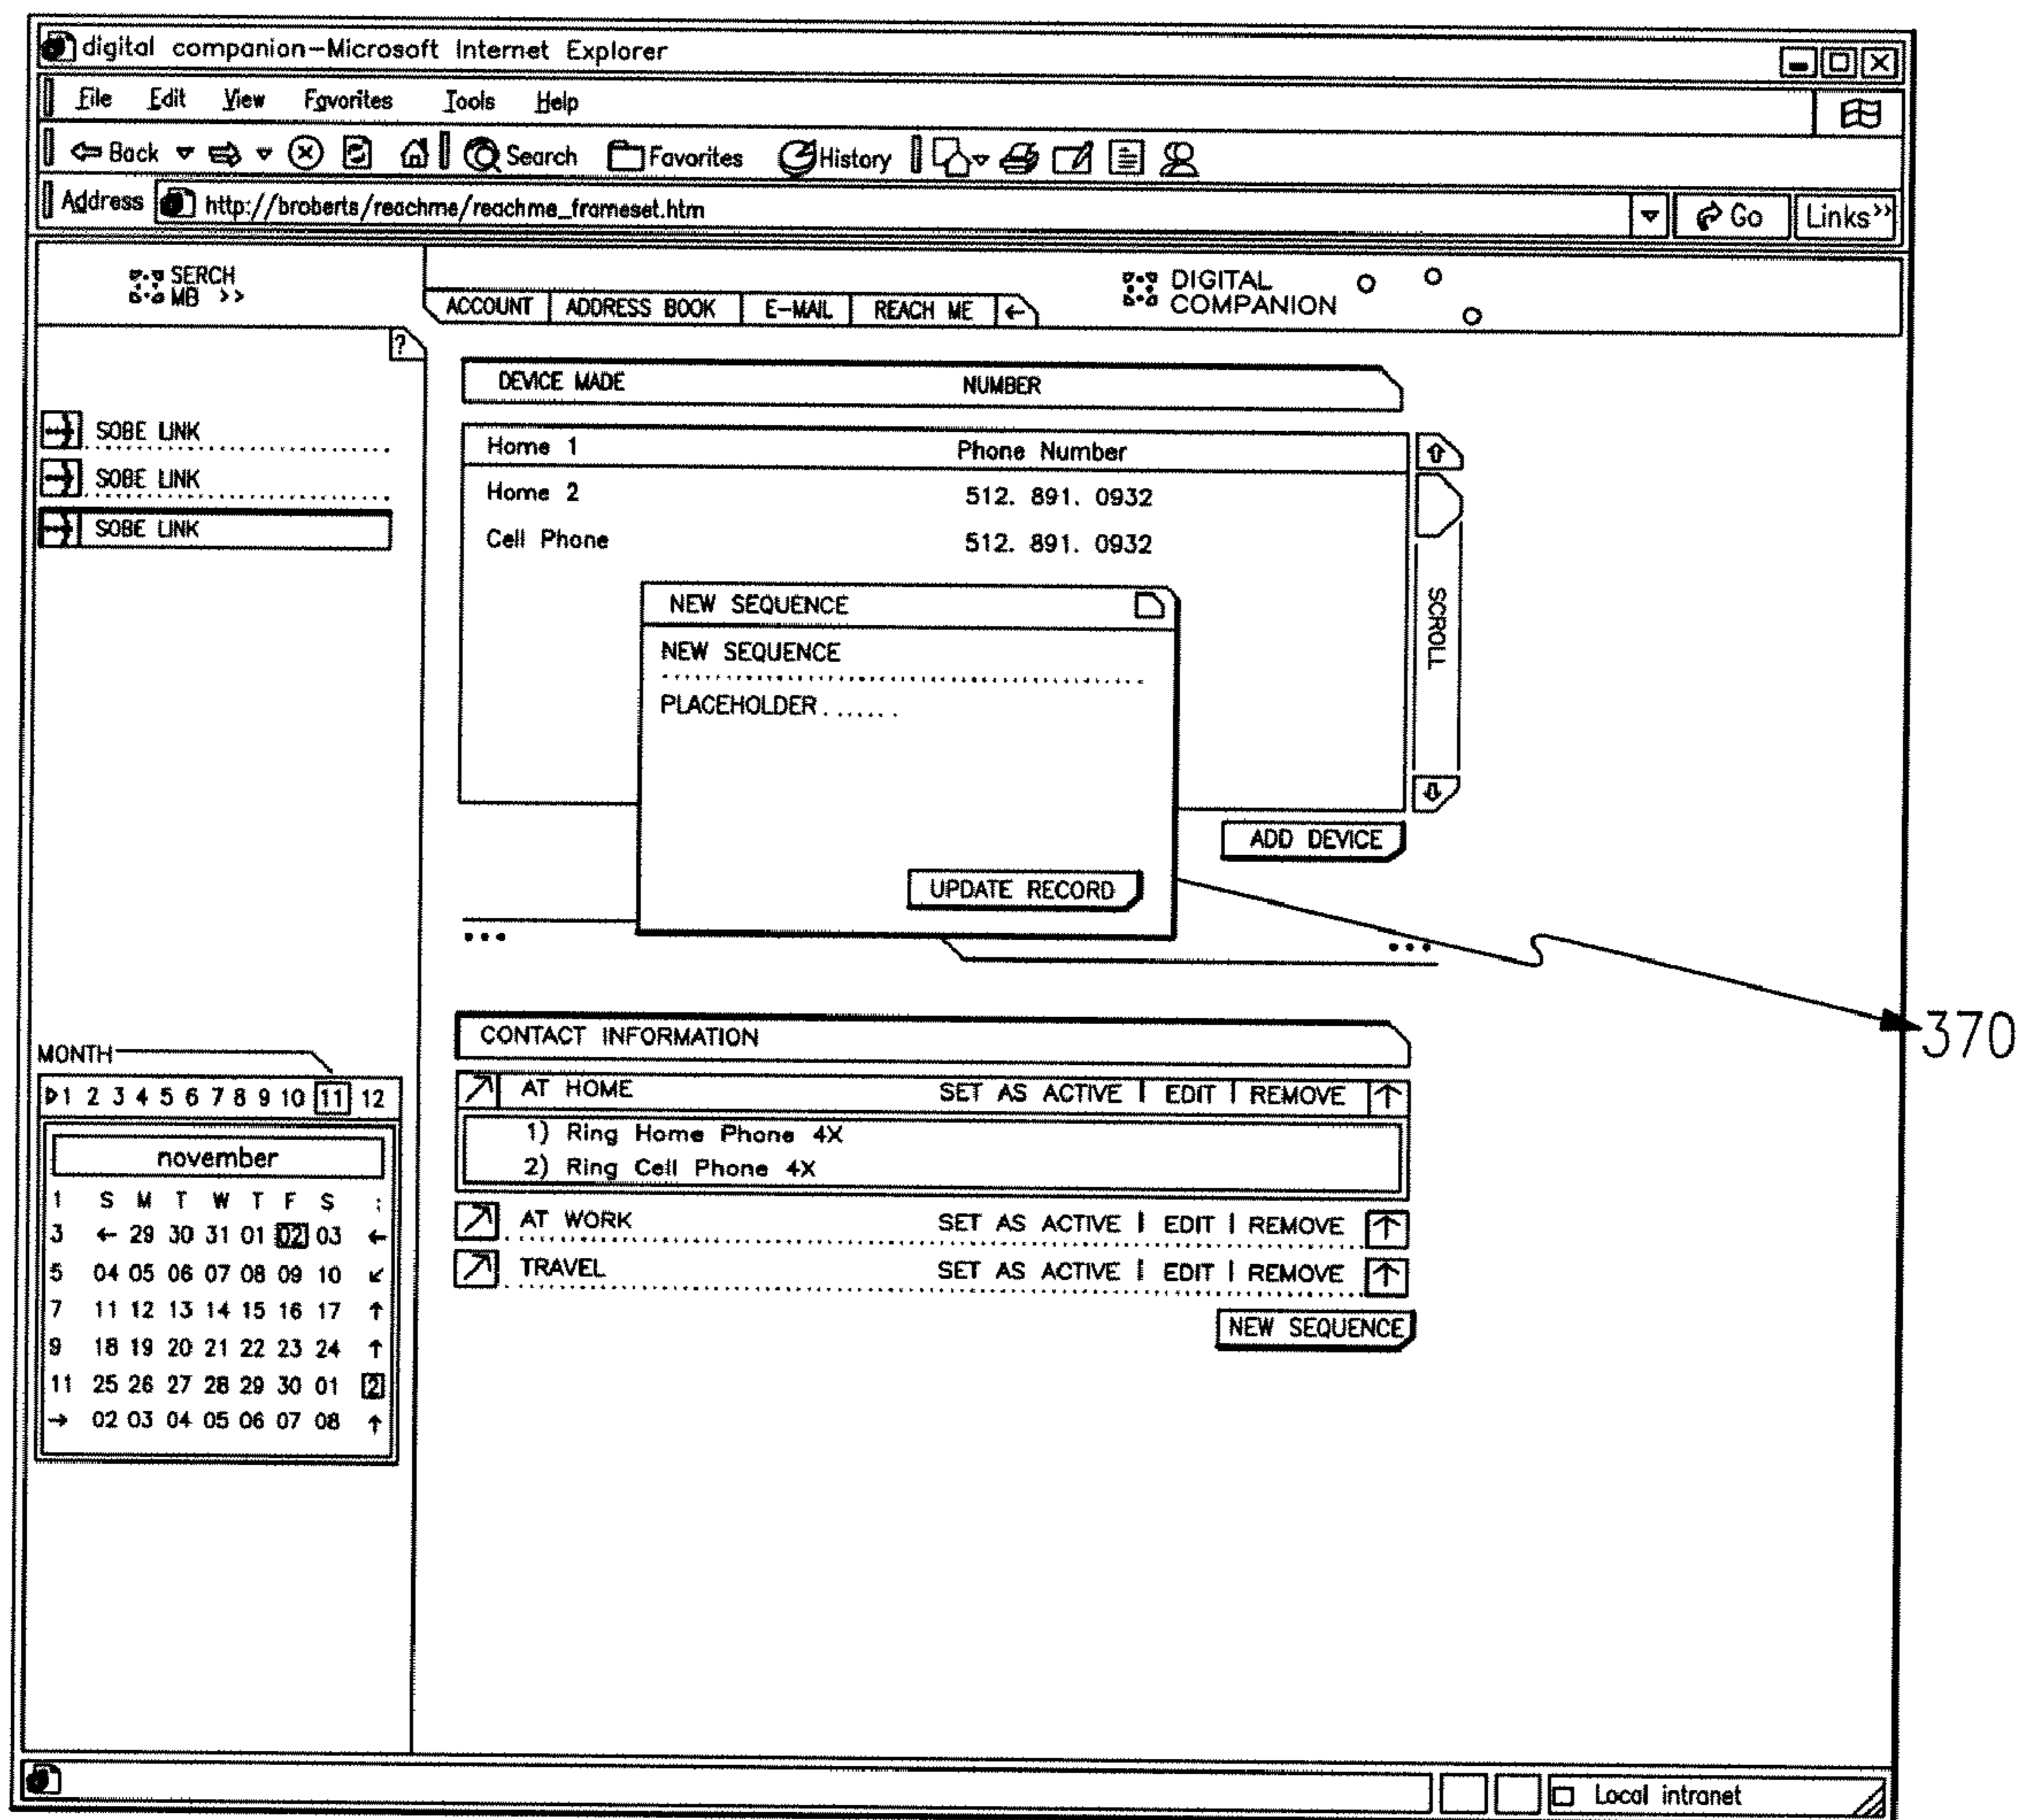 digital companion-Microsoft Internet Explorer
File Edit View Favorites Tools Help
Back Search Favorites History
Address http://broberts/reachme/reachme_frameset.htm Go Links>>
SERCH
MB >>
ACCOUNT ADDRESS BOOK E-MAIL REACH ME ←
DIGITAL
COMPANION
?
SOBE LINK
SOBE LINK
SOBE LINK
DEVICE MADE NUMBER
Home 1 Phone Number
Home 2 512. 891. 0932
Cell Phone 512. 891. 0932
SCROLL
NEW SEQUENCE
NEW SEQUENCE
PLACEHOLDER.......
UPDATE RECORD
ADD DEVICE
370
MONTH
1 2 3 4 5 6 7 8 9 10 11 12
november
1 S M T W T F S ;
3 ← 29 30 31 01 02 03 ←
5 04 05 06 07 08 09 10 ↙
7 11 12 13 14 15 16 17 ↑
9 18 19 20 21 22 23 24 ↑
11 25 26 27 28 29 30 01 2
→ 02 03 04 05 06 07 08 ↑
CONTACT INFORMATION
AT HOME SET AS ACTIVE | EDIT | REMOVE
1) Ring Home Phone 4X
2) Ring Cell Phone 4X
AT WORK SET AS ACTIVE | EDIT | REMOVE
TRAVEL SET AS ACTIVE | EDIT | REMOVE
NEW SEQUENCE
Local intranet